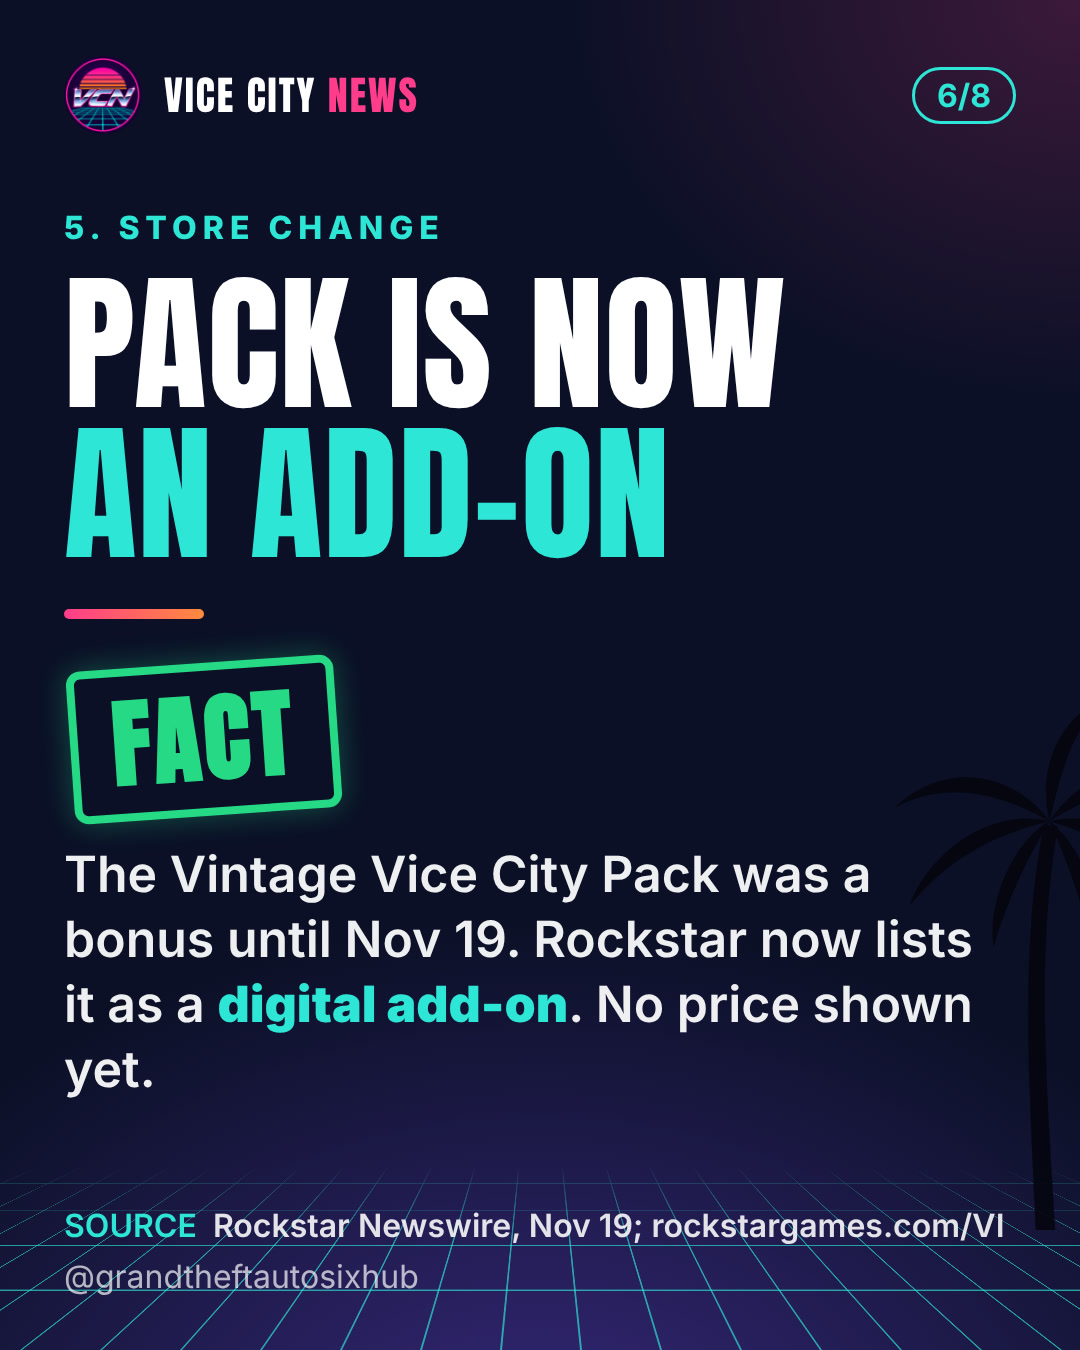 VCN
VICE CITY NEWS
6/8
5. STORE CHANGE
PACK IS NOW
AN ADD-ON
FACT
The Vintage Vice City Pack was a
bonus until Nov 19. Rockstar now lists
it as a digital add-on. No price shown
yet.
SOURCE Rockstar Newswire, Nov 19; rockstargames.com/VI
@grandtheftautosixhub